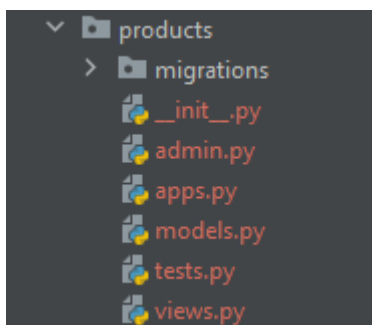 products
migrations
__init__.py
admin.py
apps.py
models.py
tests.py
views.py